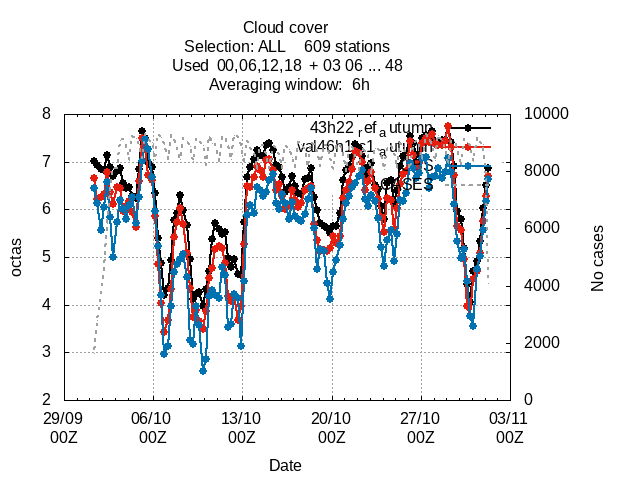 Cloud cover
Selection: ALL 609 stations
Used 00,06,12,18 + 03 06 ... 48
Averaging window: 6h
8
7
6
5
4
3
2
octas
10000
8000
6000
4000
2000
0
No cases
43h22_ref_autumn
29/09 00Z
06/10 00Z
13/10 00Z
20/10 00Z
27/10 00Z
03/11 00Z
Date